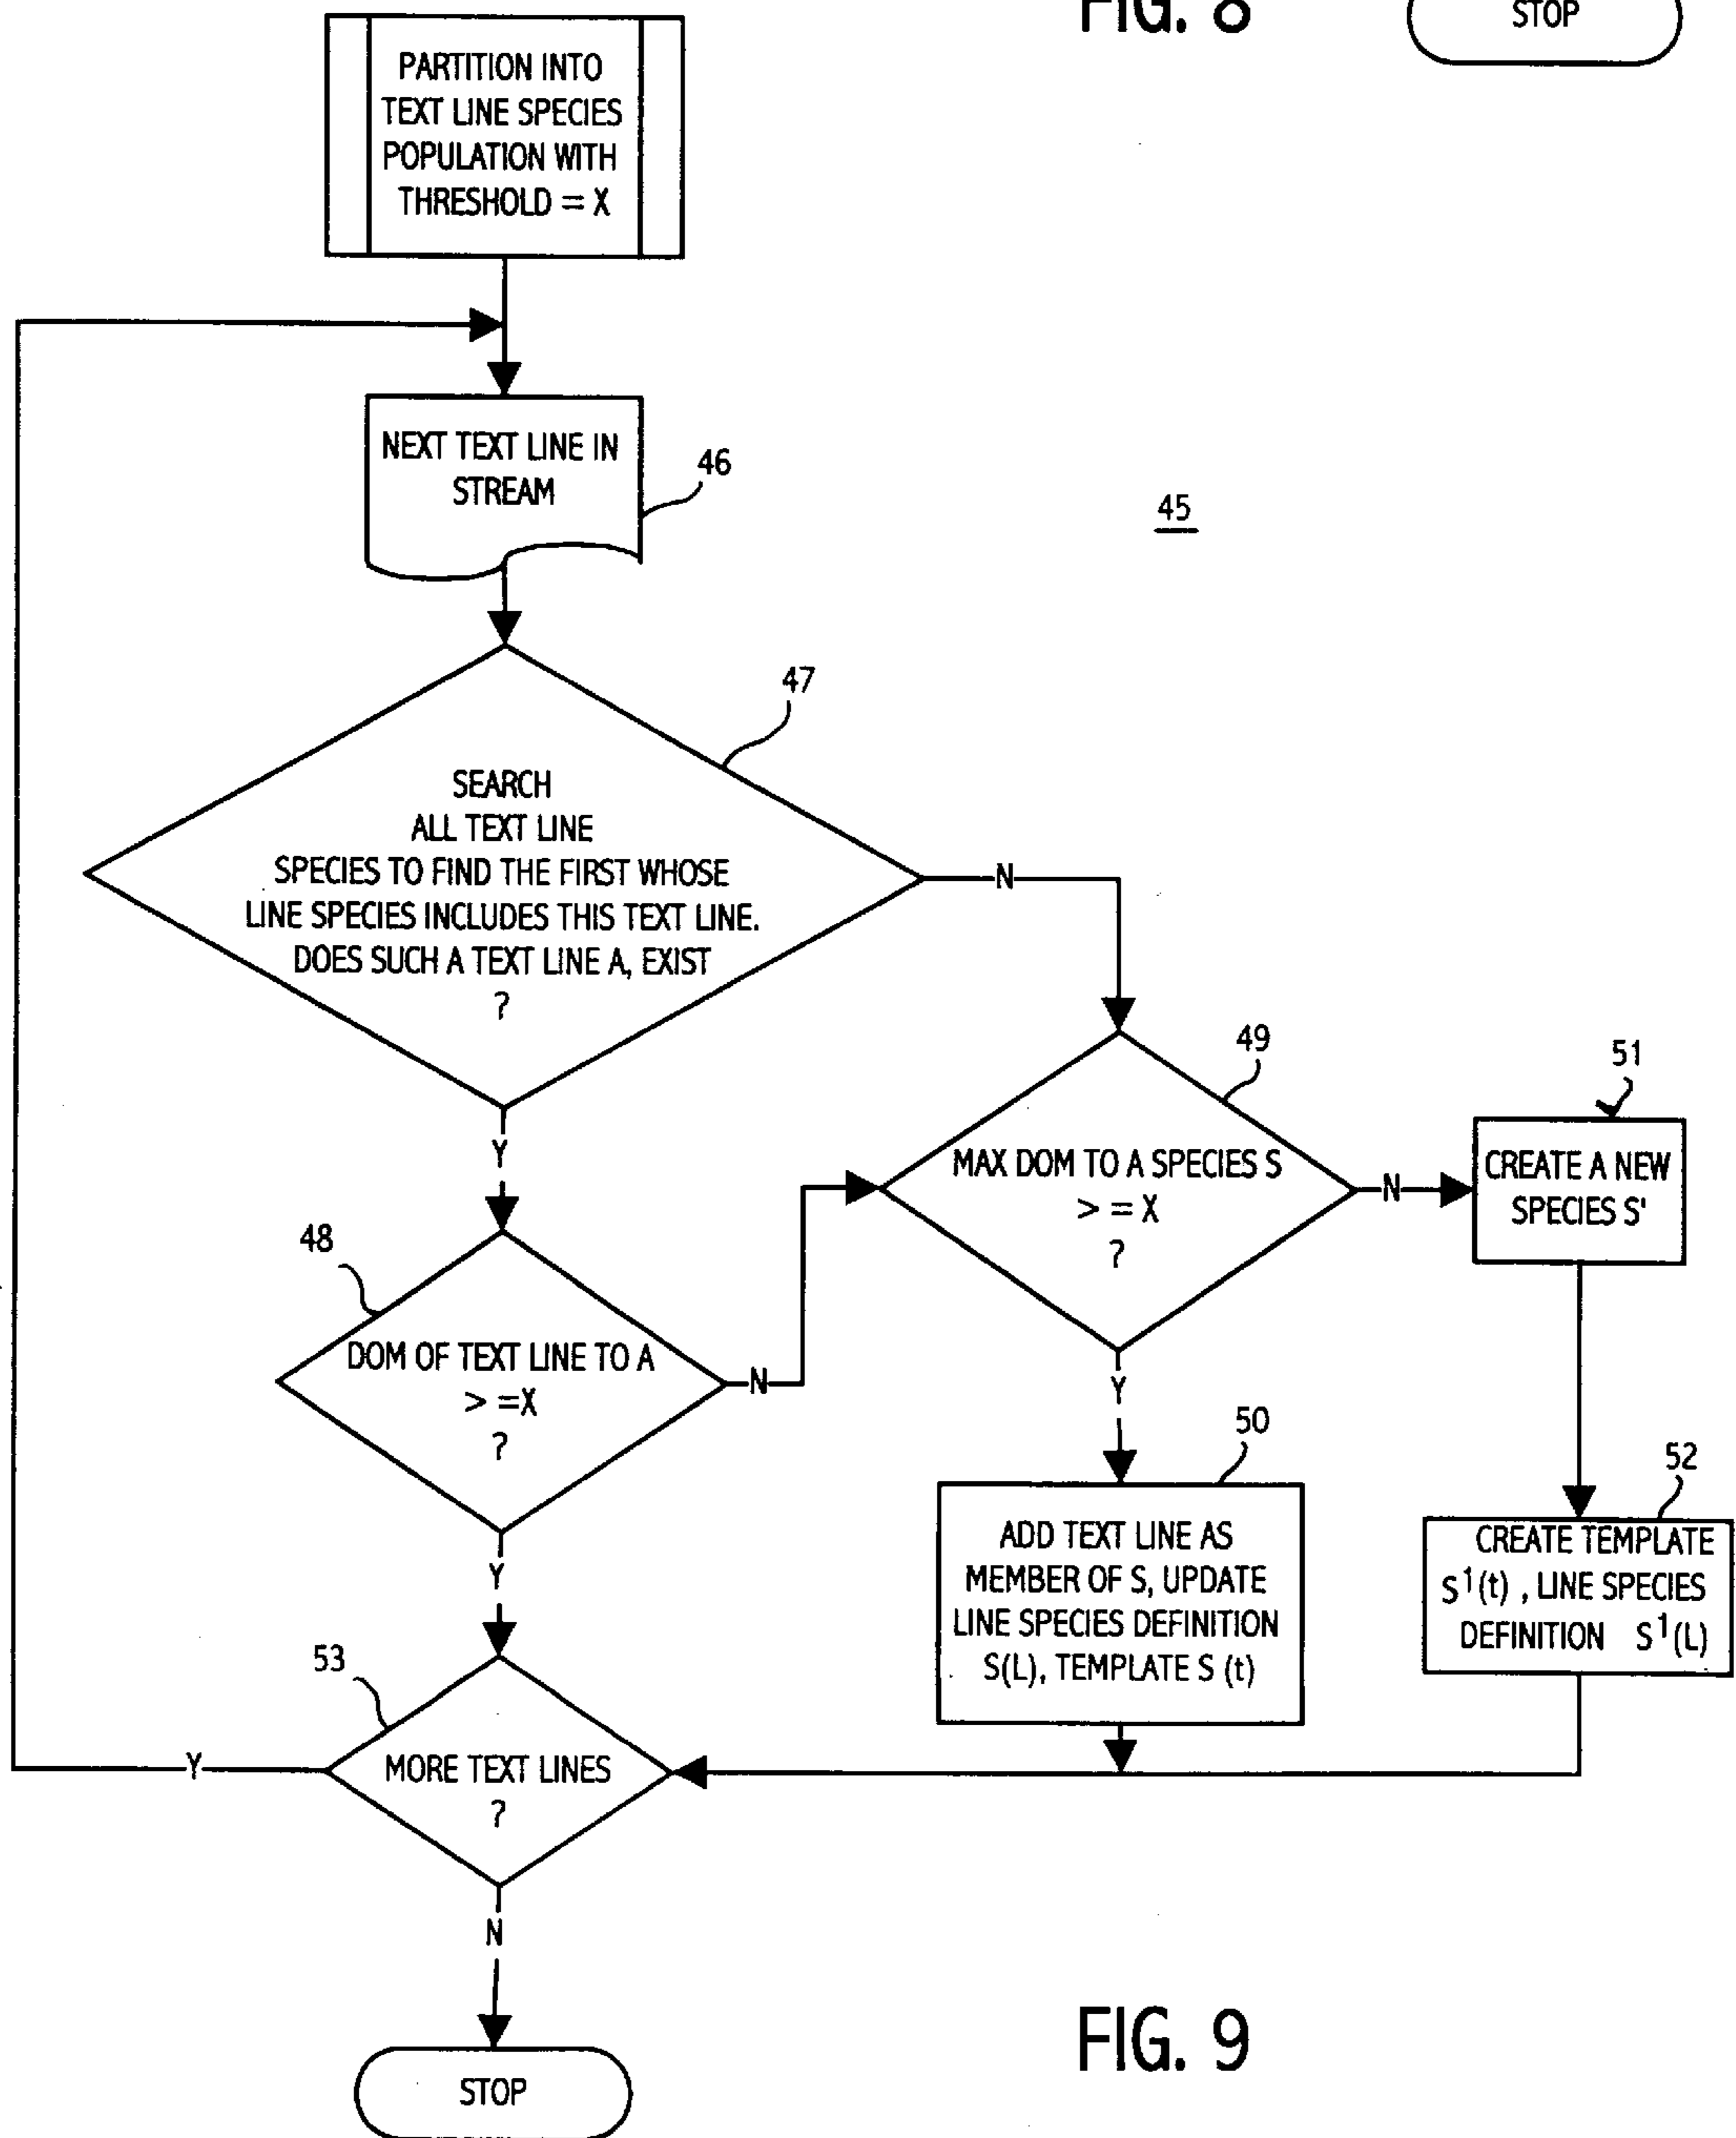 FIG. 8
STOP
PARTITION INTO
TEXT LINE SPECIES
POPULATION WITH
THRESHOLD = X
NEXT TEXT LINE IN
STREAM
46
45
47
SEARCH
ALL TEXT LINE
SPECIES TO FIND THE FIRST WHOSE
LINE SPECIES INCLUDES THIS TEXT LINE.
DOES SUCH A TEXT LINE A, EXIST
?
N
Y
49
MAX DOM TO A SPECIES S
> = X
?
N
Y
51
CREATE A NEW
SPECIES S'
48
DOM OF TEXT LINE TO A
> =X
?
N
Y
50
ADD TEXT LINE AS
MEMBER OF S, UPDATE
LINE SPECIES DEFINITION
S(L), TEMPLATE S (t)
52
CREATE TEMPLATE
S¹(t) , LINE SPECIES
DEFINITION S¹(L)
53
MORE TEXT LINES
?
Y
N
STOP
FIG. 9